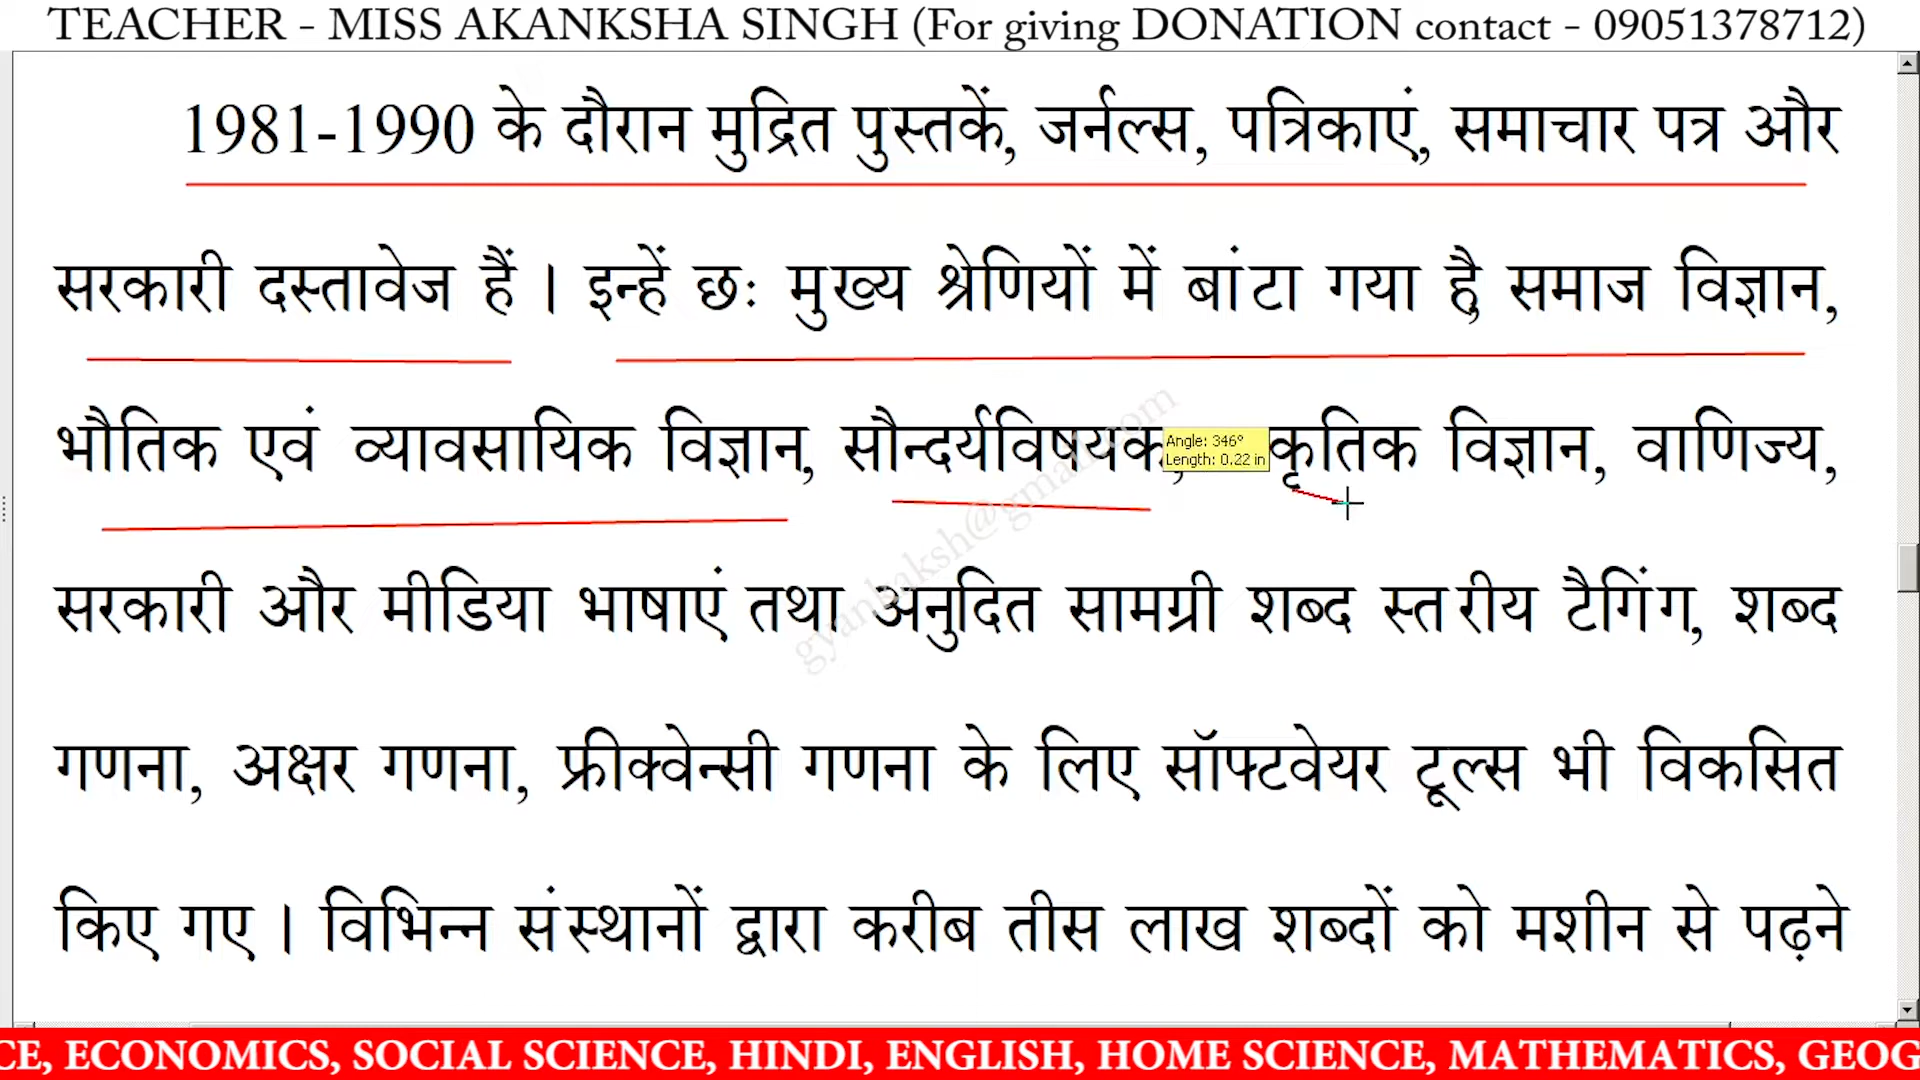 TEACHER - MISS AKANKSHA SINGH (For giving DONATION contact - 09051378712)
1981-1990 के दौरान मुद्रित पुस्तकें, जर्नल्स, पत्रिकाएं, समाचार पत्र और
सरकारी दस्तावेज हैं । इन्हें छः मुख्य श्रेणियों में बांटा गया है, समाज विज्ञान,
भौतिक एवं व्यावसायिक विज्ञान, सौन्दर्यविषयक, विज्ञान, वाणिज्य,
Angle: 346°
Length: 0.22 in
सरकारी और मीडिया भाषाएं तथा अनुदित सामग्री शब्द स्तरीय टैगिंग, शब्द
गणना, अक्षर गणना, फ्रीक्वेन्सी गणना के लिए सॉफ्टवेयर टूल्स भी विकसित
किए गए । विभिन्न संस्थानों द्वारा करीब तीस लाख शब्दों को मशीन से पढ़ने
ECONOMICS, SOCIAL SCIENCE, HINDI, ENGLISH, HOME SCIENCE, MATHEMATICS,